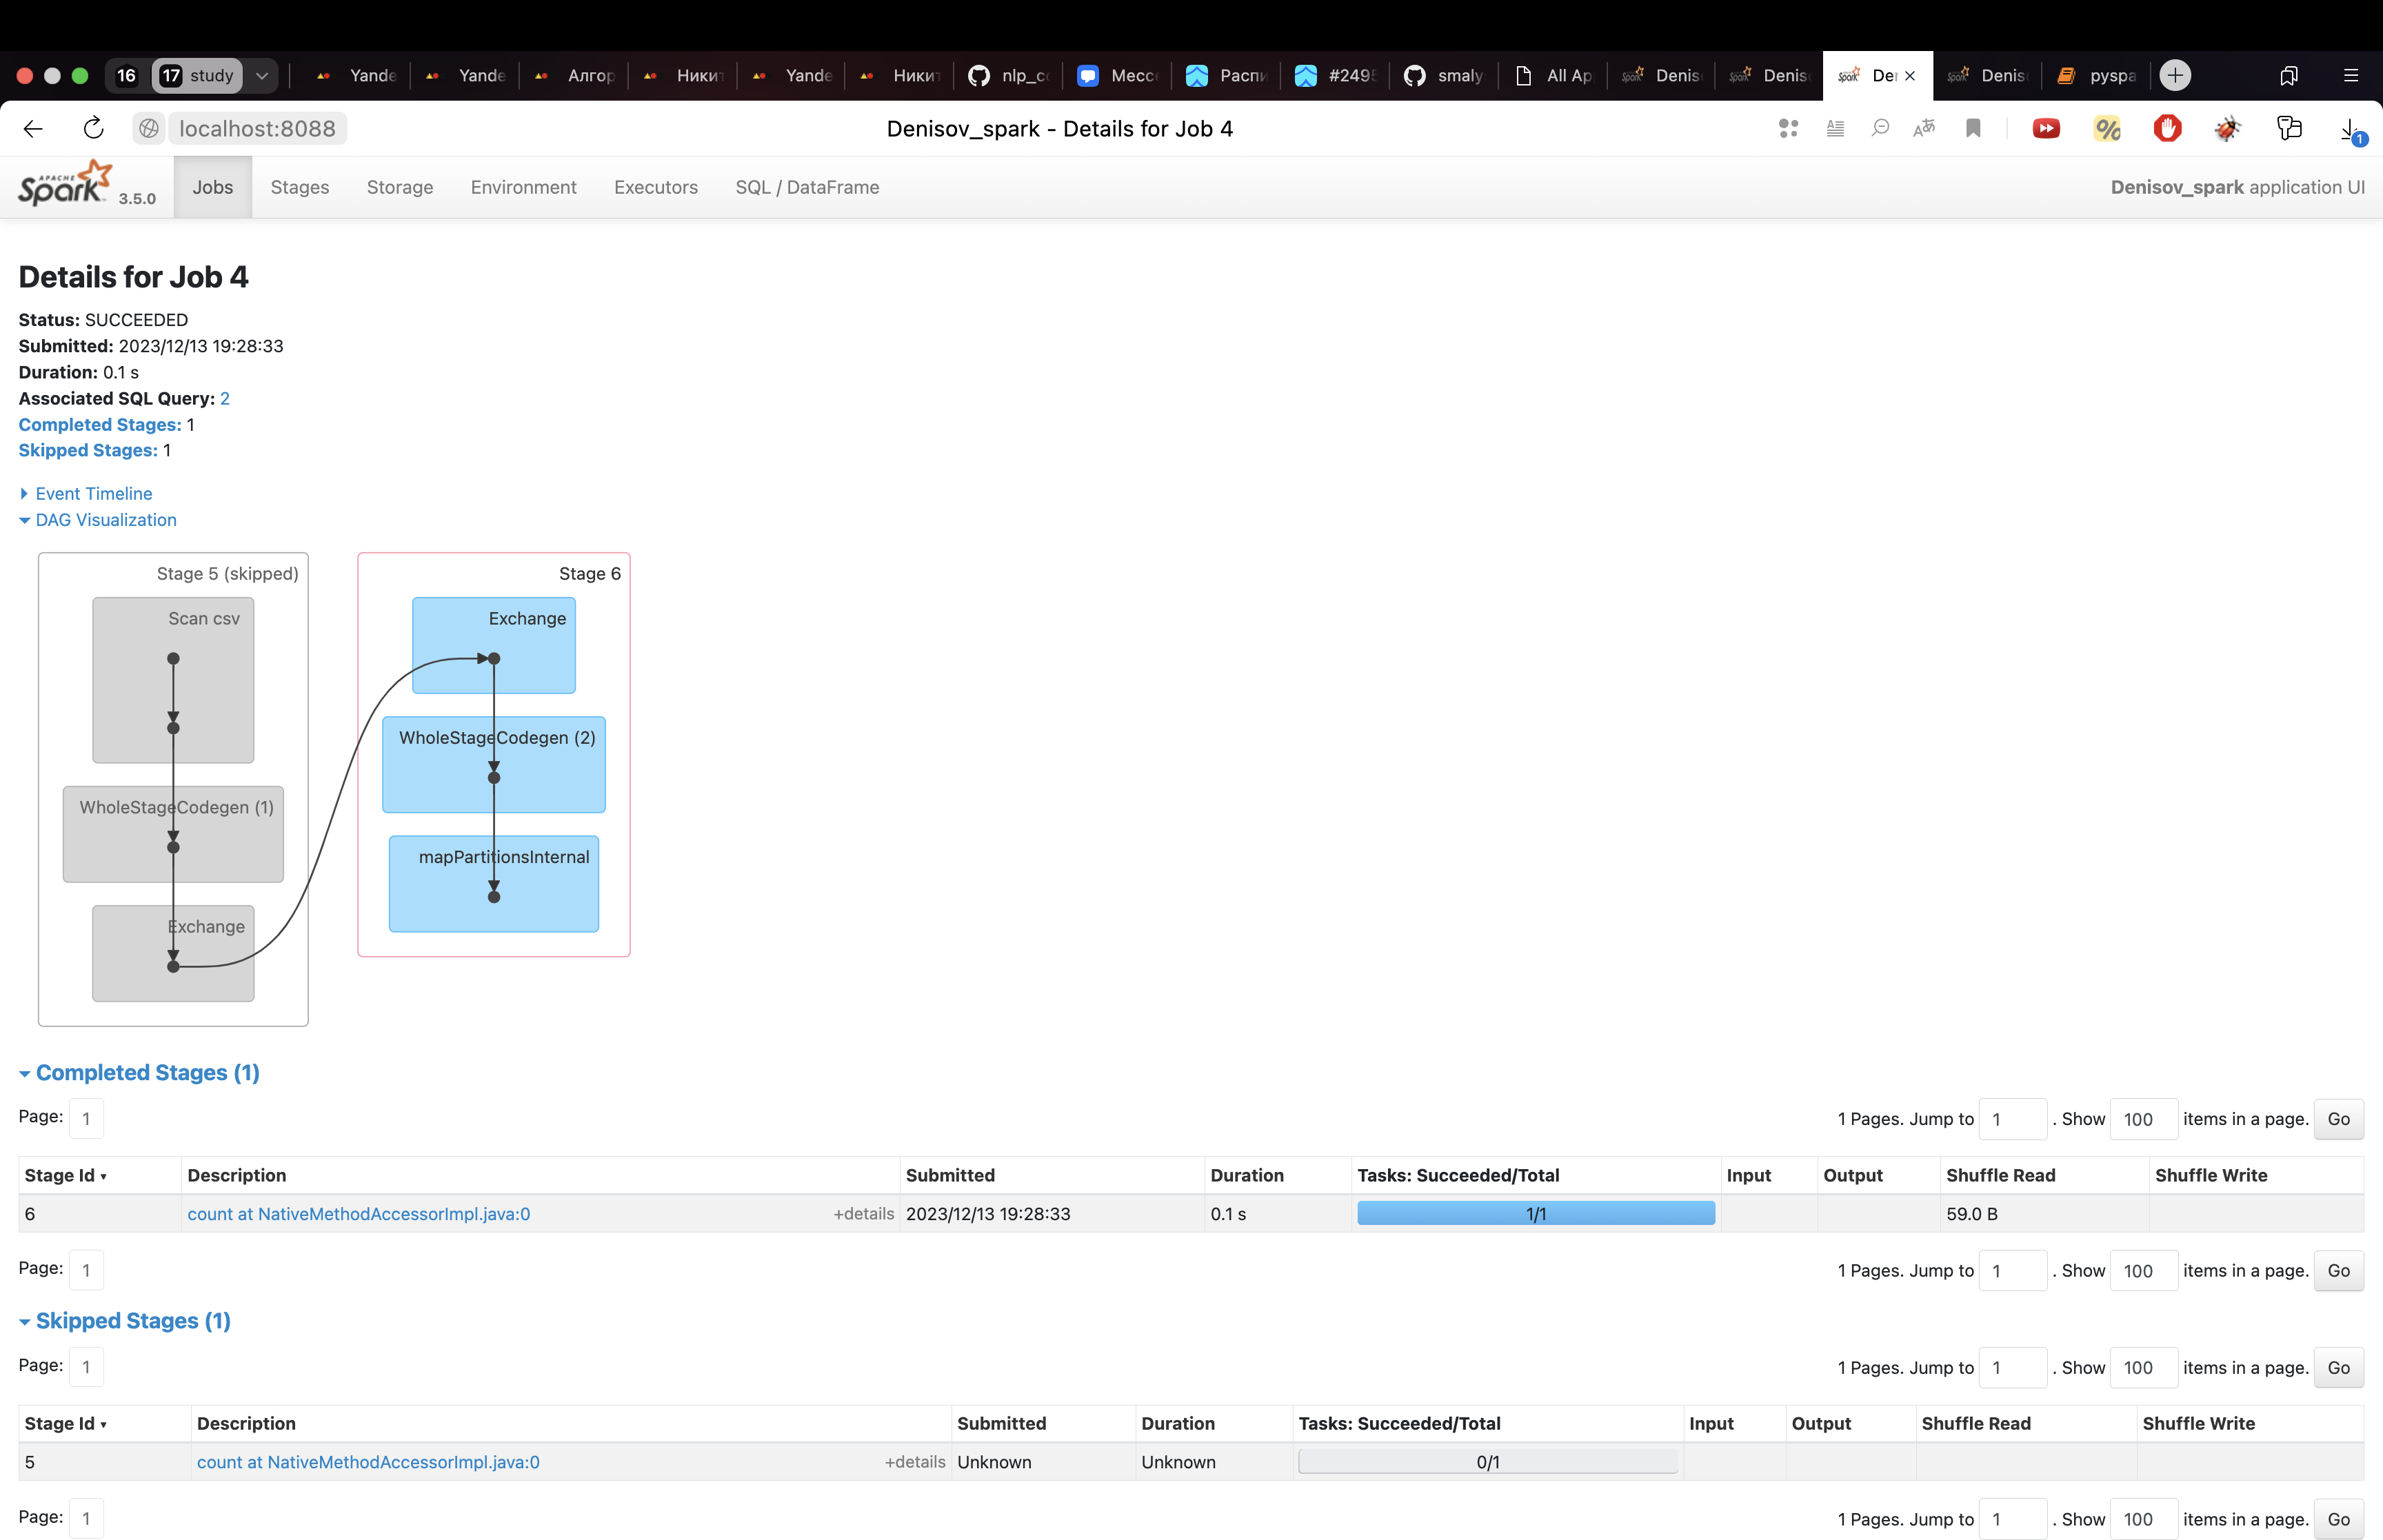 16 17 study Yande Yande Алгор Никит Yande Никит nlp_cc Месс Распи #2495 smaly All Ap Denis Denis Der Denis pyspa
localhost:8088 Denisov_spark - Details for Job 4 1
APACHE Spark 3.5.0 Jobs Stages Storage Environment Executors SQL / DataFrame Denisov_spark application UI
Details for Job 4
Status: SUCCEEDED
Submitted: 2023/12/13 19:28:33
Duration: 0.1 s
Associated SQL Query: 2
Completed Stages: 1
Skipped Stages: 1
Event Timeline
DAG Visualization
Stage 5 (skipped)
Scan csv
WholeStageCodegen (1)
Exchange
Stage 6
Exchange
WholeStageCodegen (2)
mapPartitionsInternal
Completed Stages (1)
Page: 1 1 Pages. Jump to 1 . Show 100 items in a page. Go
Stage Id Description Submitted Duration Tasks: Succeeded/Total Input Output Shuffle Read Shuffle Write
6 count at NativeMethodAccessorImpl.java:0 +details 2023/12/13 19:28:33 0.1 s 1/1 59.0 B
Page: 1 1 Pages. Jump to 1 . Show 100 items in a page. Go
Skipped Stages (1)
Page: 1 1 Pages. Jump to 1 . Show 100 items in a page. Go
Stage Id Description Submitted Duration Tasks: Succeeded/Total Input Output Shuffle Read Shuffle Write
5 count at NativeMethodAccessorImpl.java:0 +details Unknown Unknown 0/1
Page: 1 1 Pages. Jump to 1 . Show 100 items in a page. Go